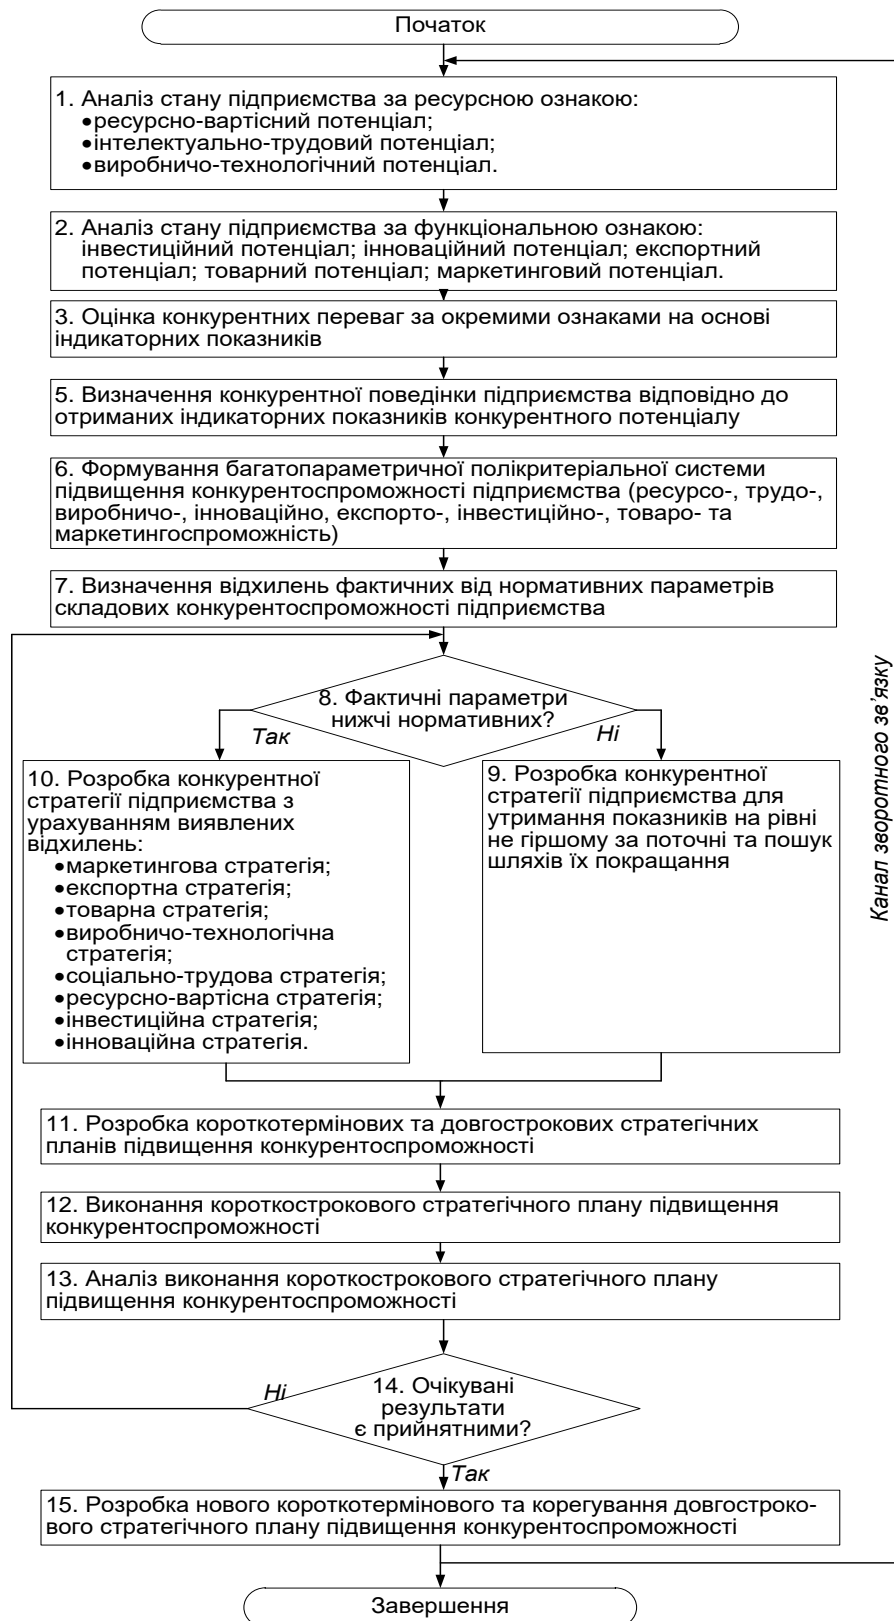 Початок
1. Аналіз стану підприємства за ресурсною ознакою:
•ресурсно-вартісний потенціал;
•інтелектуально-трудовий потенціал;
•виробничо-технологічний потенціал.
2. Аналіз стану підприємства за функціональною ознакою:
інвестиційний потенціал; інноваційний потенціал; експортний
потенціал; товарний потенціал; маркетинговий потенціал.
3. Оцінка конкурентних переваг за окремими ознаками на основі
індикаторних показників
5. Визначення конкурентної поведінки підприємства відповідно до
отриманих індикаторних показників конкурентного потенціалу
6. Формування багатопараметричної полікритеріальної системи
підвищення конкурентоспроможності підприємства (ресурсо-, трудо-,
виробничо-, інноваційно, експорто-, інвестиційно-, товаро- та
маркетингоспроможність)
7. Визначення відхилень фактичних від нормативних параметрів
складових конкурентоспроможності підприємства
8. Фактичні параметри
нижчі нормативних?
Так
Ні
10. Розробка конкурентної
стратегії підприємства з
урахуванням виявлених
відхилень:
•маркетингова стратегія;
•експортна стратегія;
•товарна стратегія;
•виробничо-технологічна
стратегія;
•соціально-трудова стратегія;
•ресурсно-вартісна стратегія;
•інвестиційна стратегія;
•інноваційна стратегія.
9. Розробка конкурентної
стратегії підприємства для
утримання показників на рівні
не гіршому за поточні та пошук
шляхів їх покращання
Канал зворотного зв’язку
11. Розробка короткотермінових та довгострокових стратегічних
планів підвищення конкурентоспроможності
12. Виконання короткострокового стратегічного плану підвищення
конкурентоспроможності
13. Аналіз виконання короткострокового стратегічного плану
підвищення конкурентоспроможності
Ні
14. Очікувані
результати
є прийнятними?
Так
15. Розробка нового короткотермінового та корегування довгостроко-
вого стратегічного плану підвищення конкурентоспроможності
Завершення